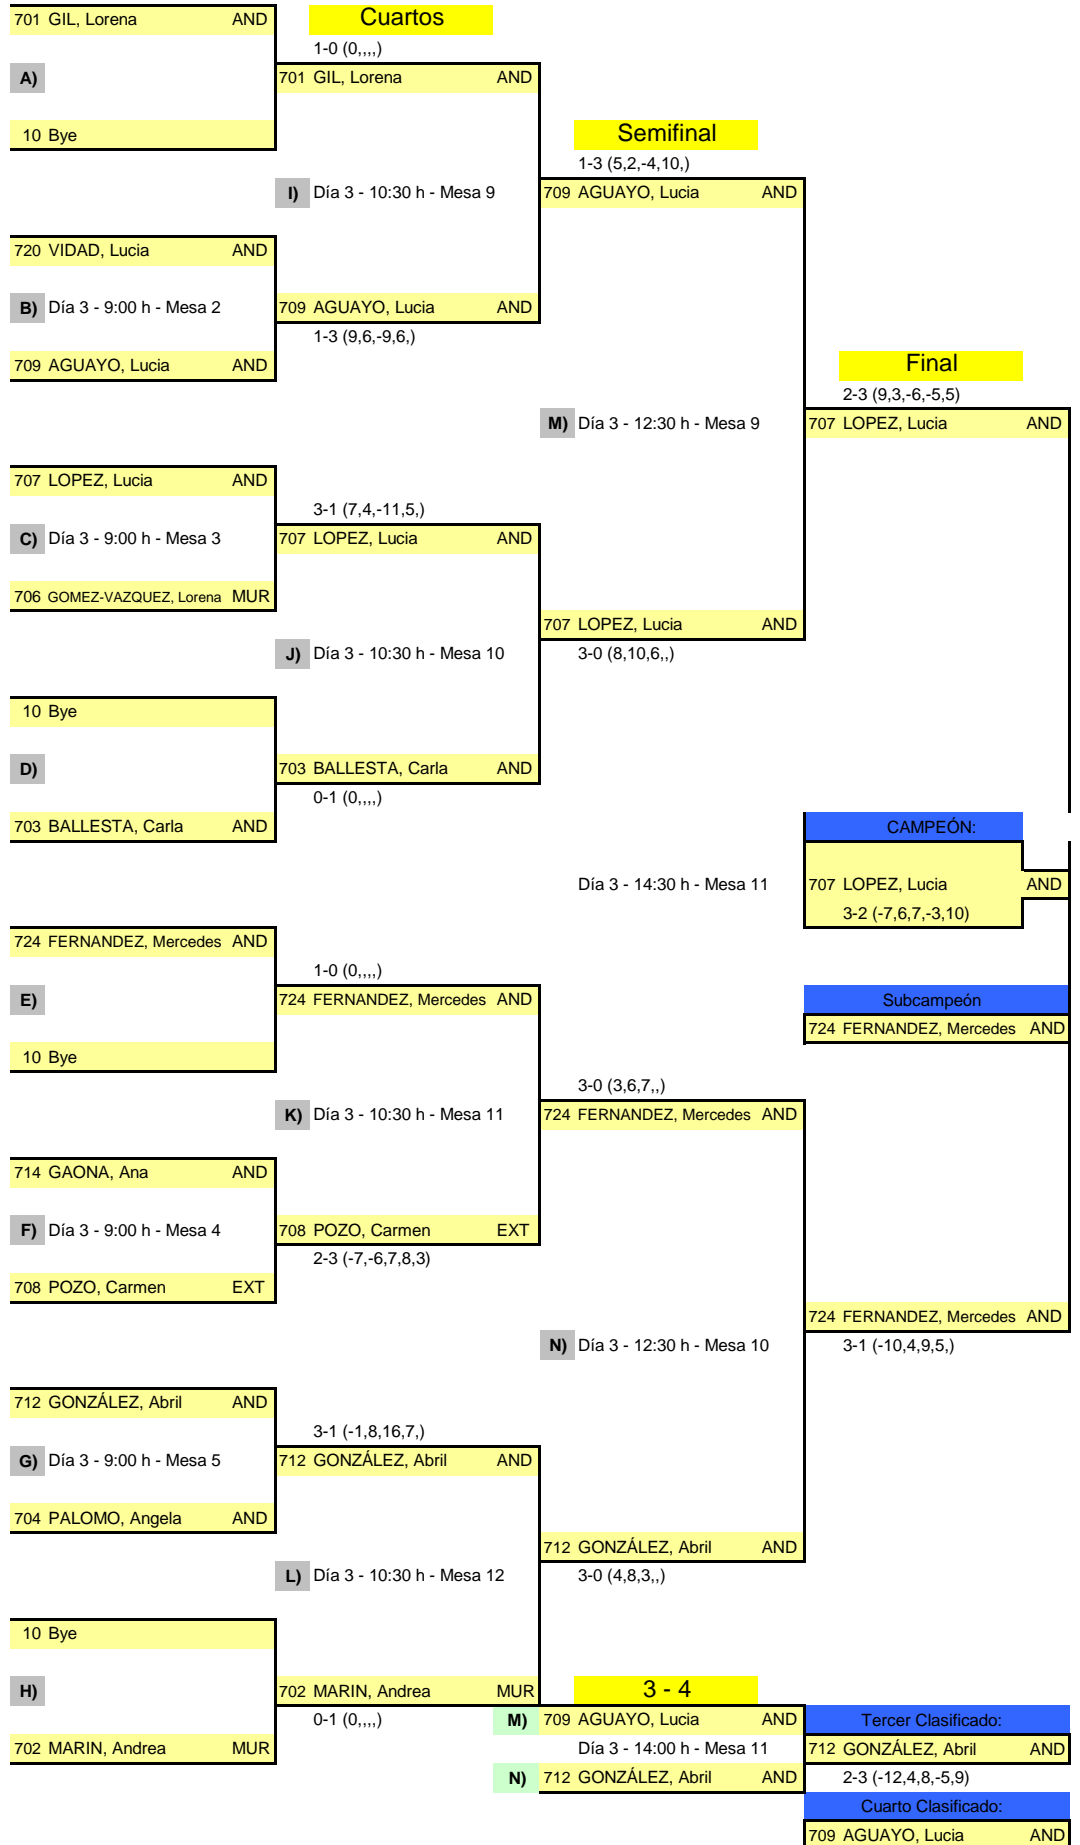 701 GIL, Lorena AND
Cuartos
1-0 (0,,,,)
A)
701 GIL, Lorena AND
10 Bye
Semifinal
1-3 (5,2,-4,10,)
I) Día 3 - 10:30 h - Mesa 9
709 AGUAYO, Lucia AND
720 VIDAD, Lucia AND
B) Día 3 - 9:00 h - Mesa 2
709 AGUAYO, Lucia AND
1-3 (9,6,-9,6,)
709 AGUAYO, Lucia AND
Final
2-3 (9,3,-6,-5,5)
M) Día 3 - 12:30 h - Mesa 9
707 LOPEZ, Lucia AND
707 LOPEZ, Lucia AND
3-1 (7,4,-11,5,)
C) Día 3 - 9:00 h - Mesa 3
707 LOPEZ, Lucia AND
706 GOMEZ-VAZQUEZ, Lorena MUR
707 LOPEZ, Lucia AND
J) Día 3 - 10:30 h - Mesa 10
3-0 (8,10,6,,)
10 Bye
D)
703 BALLESTA, Carla AND
0-1 (0,,,,)
703 BALLESTA, Carla AND
CAMPEÓN:
Día 3 - 14:30 h - Mesa 11
707 LOPEZ, Lucia AND
3-2 (-7,6,7,-3,10)
724 FERNANDEZ, Mercedes AND
1-0 (0,,,,)
E)
724 FERNANDEZ, Mercedes AND
Subcampeón
724 FERNANDEZ, Mercedes AND
10 Bye
3-0 (3,6,7,,)
K) Día 3 - 10:30 h - Mesa 11
724 FERNANDEZ, Mercedes AND
714 GAONA, Ana AND
F) Día 3 - 9:00 h - Mesa 4
708 POZO, Carmen EXT
2-3 (-7,-6,7,8,3)
708 POZO, Carmen EXT
724 FERNANDEZ, Mercedes AND
N) Día 3 - 12:30 h - Mesa 10
3-1 (-10,4,9,5,)
712 GONZÁLEZ, Abril AND
3-1 (-1,8,16,7,)
G) Día 3 - 9:00 h - Mesa 5
712 GONZÁLEZ, Abril AND
704 PALOMO, Angela AND
712 GONZÁLEZ, Abril AND
L) Día 3 - 10:30 h - Mesa 12
3-0 (4,8,3,,)
10 Bye
H)
702 MARIN, Andrea MUR
3 - 4
0-1 (0,,,,)
M) 709 AGUAYO, Lucia AND
Tercer Clasificado:
702 MARIN, Andrea MUR
Día 3 - 14:00 h - Mesa 11
712 GONZÁLEZ, Abril AND
N) 712 GONZÁLEZ, Abril AND
2-3 (-12,4,8,-5,9)
Cuarto Clasificado:
709 AGUAYO, Lucia AND